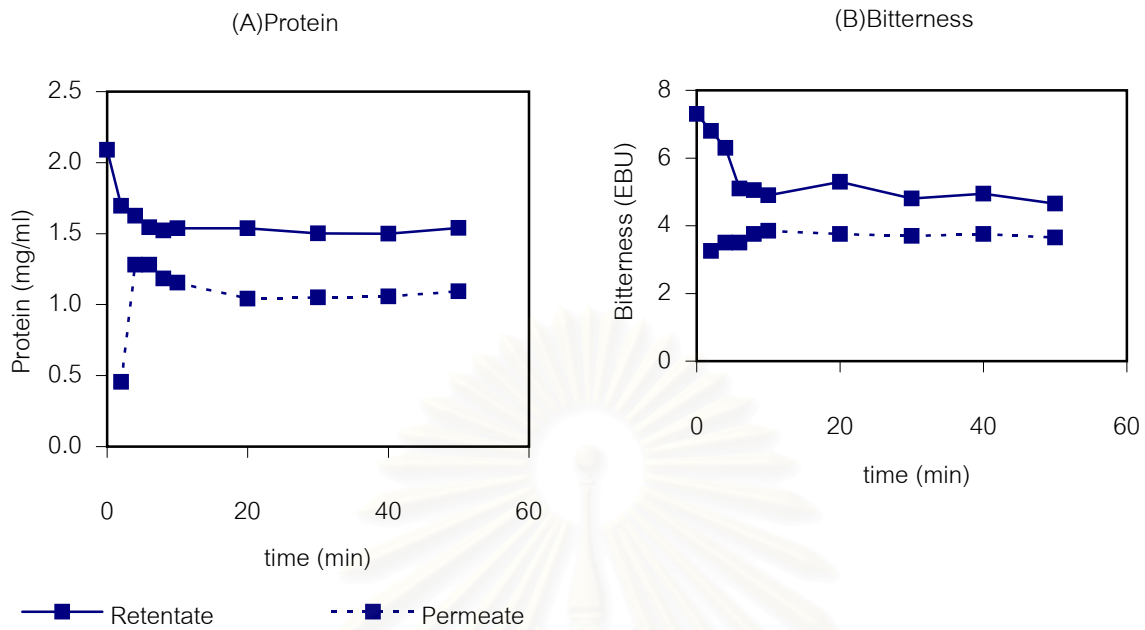 (A)Protein
2.5
2.0
1.5
1.0
0.5
0.0
Protein (mg/ml)
0 20 40 60
time (min)
(B)Bitterness
8
6
4
2
0
Bitterness (EBU)
0 20 40 60
time (min)
Retentate Permeate